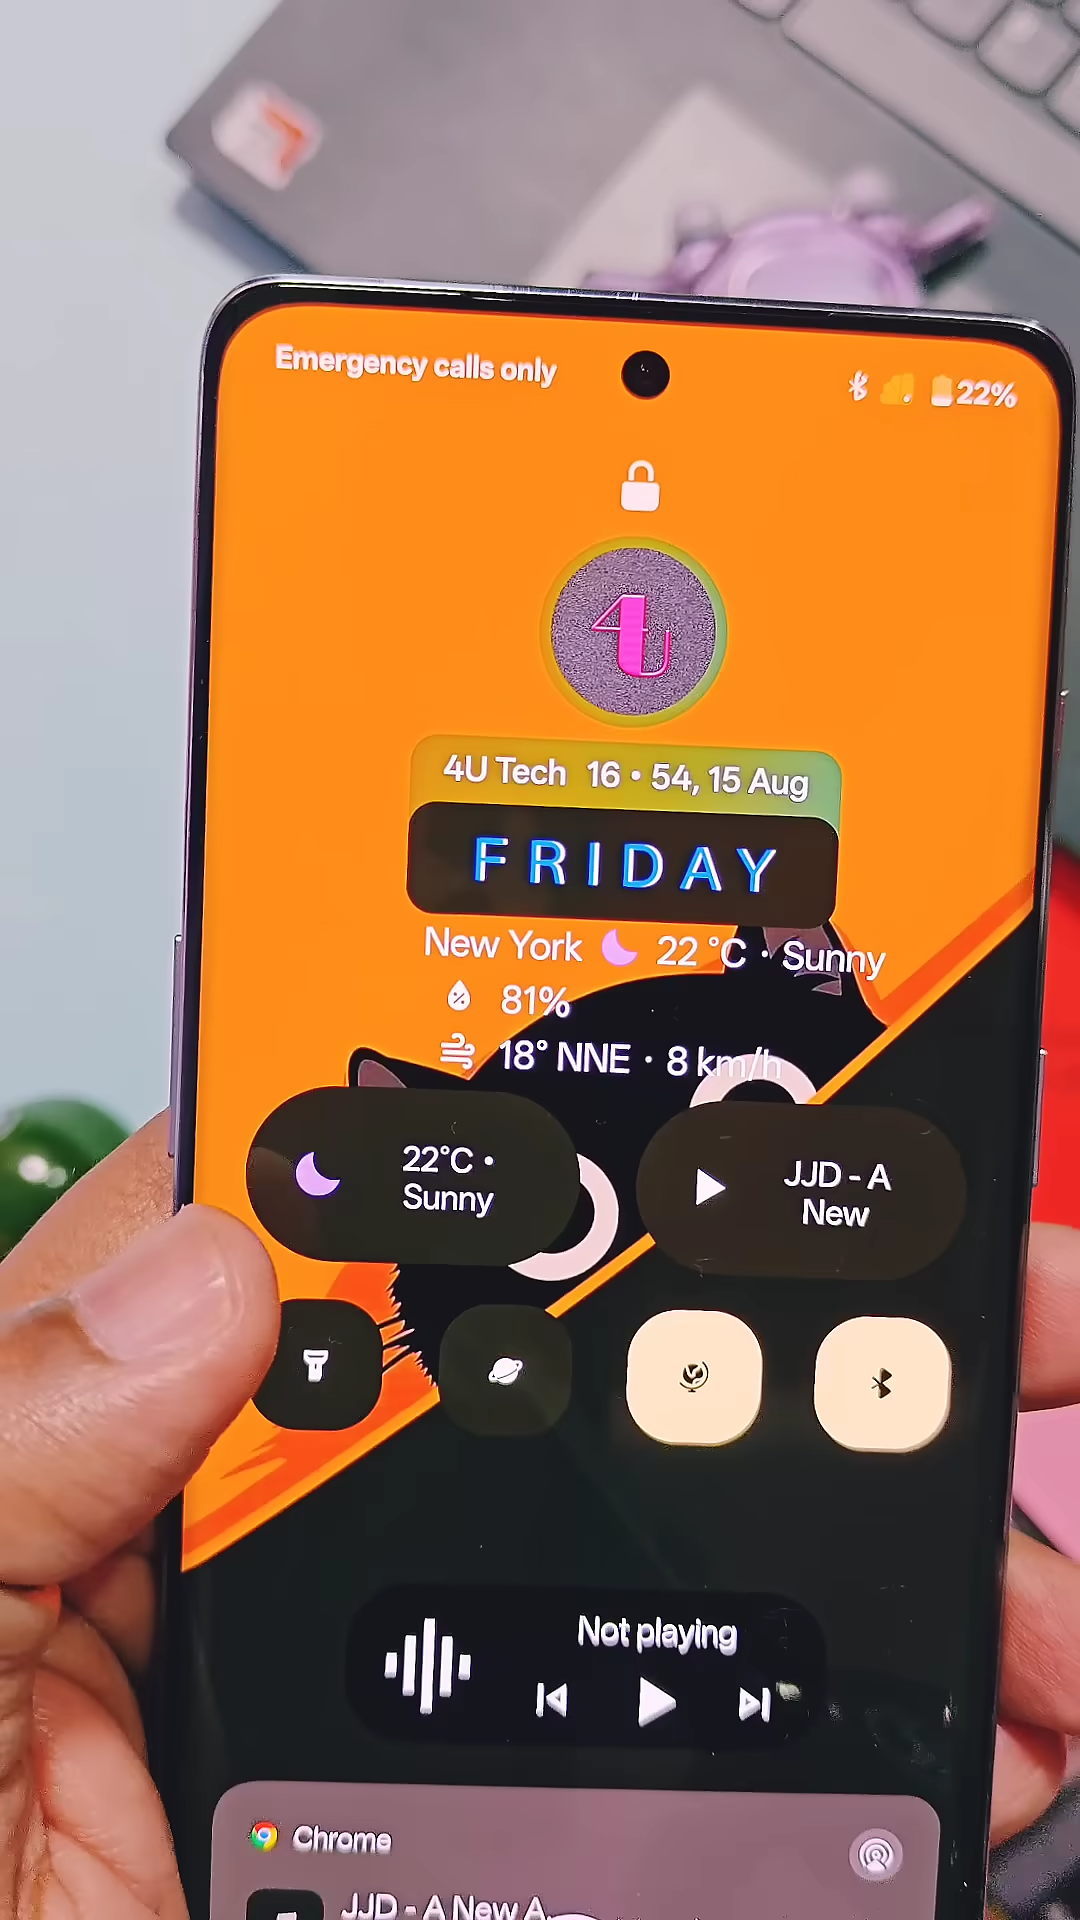 Emergency calls only
22%
4U
4U Tech 16 • 54, 15 Aug
FRIDAY
New York 22 °C · Sunny
81%
18° NNE · 8 km/h
22°C •
Sunny
JJD - A
New
Not playing
Chrome
JJD - A New A